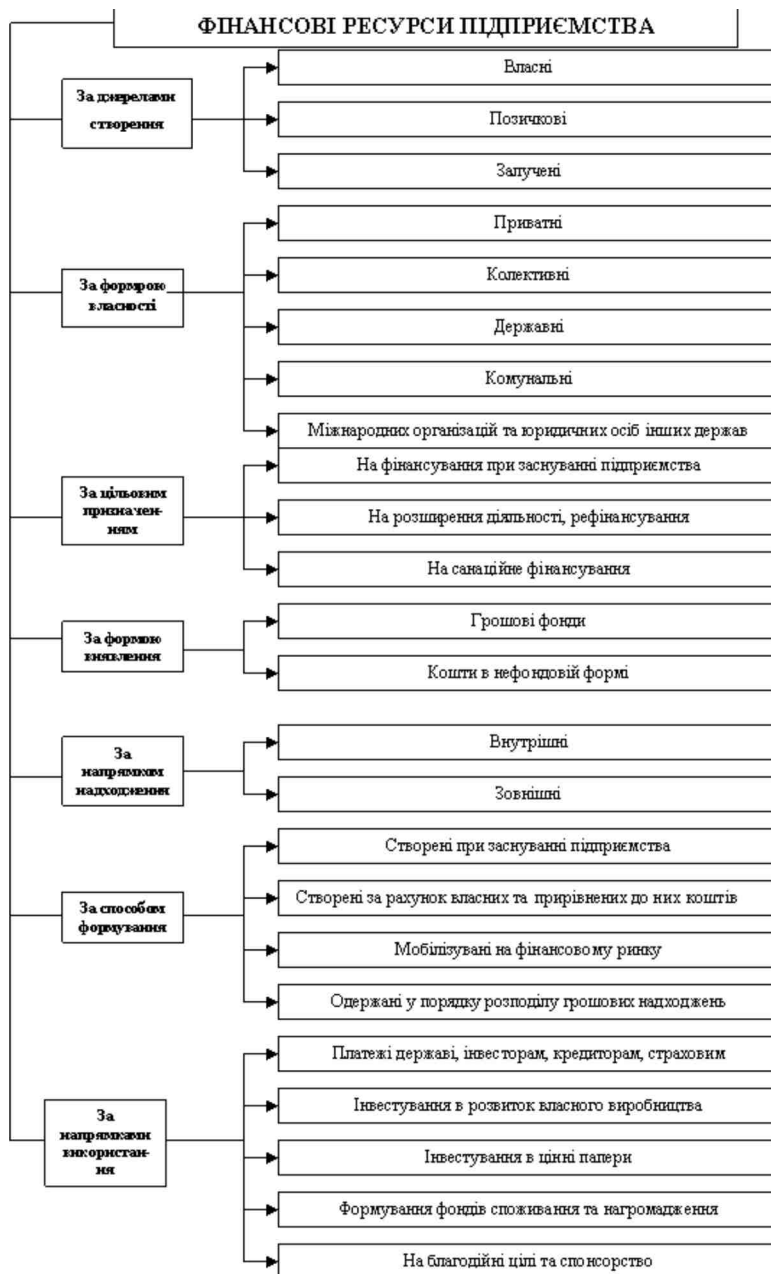 ФІНАНСОВІ РЕСУРСИ ПІДПРИЄМСТВА
За джерелами
створення
Власні
Позичкові
Залучені
За формрою
власності
Приватні
Колективні
Державні
Комунальні
Міжнародних організацій та юридичних осіб інших держав
За цільовим
призначен-
ням
На фінансування при заснуванні підприємства
На розширення діяльності, рефінансування
На санаційне фінансування
За формою
виявлення
Грошові фонди
Кошти в нефондовій формі
За
напрямком
надходження
Внутрішні
Зовнішні
За способом
формування
Створені при заснуванні підприємства
Створені за рахунок власних та прирівнених до них коштів
Мобілізувані на фінансовому ринку
Одержані у порядку розподілу грошових надходжень
За
напрямками
використан-
ня
Платежі державі, інвесторам, кредиторам, страховим
Інвестування в розвиток власного виробництва
Інвестування в цінні папери
Формування фондів споживання та нагромадження
На благодійні цілі та спонсорство